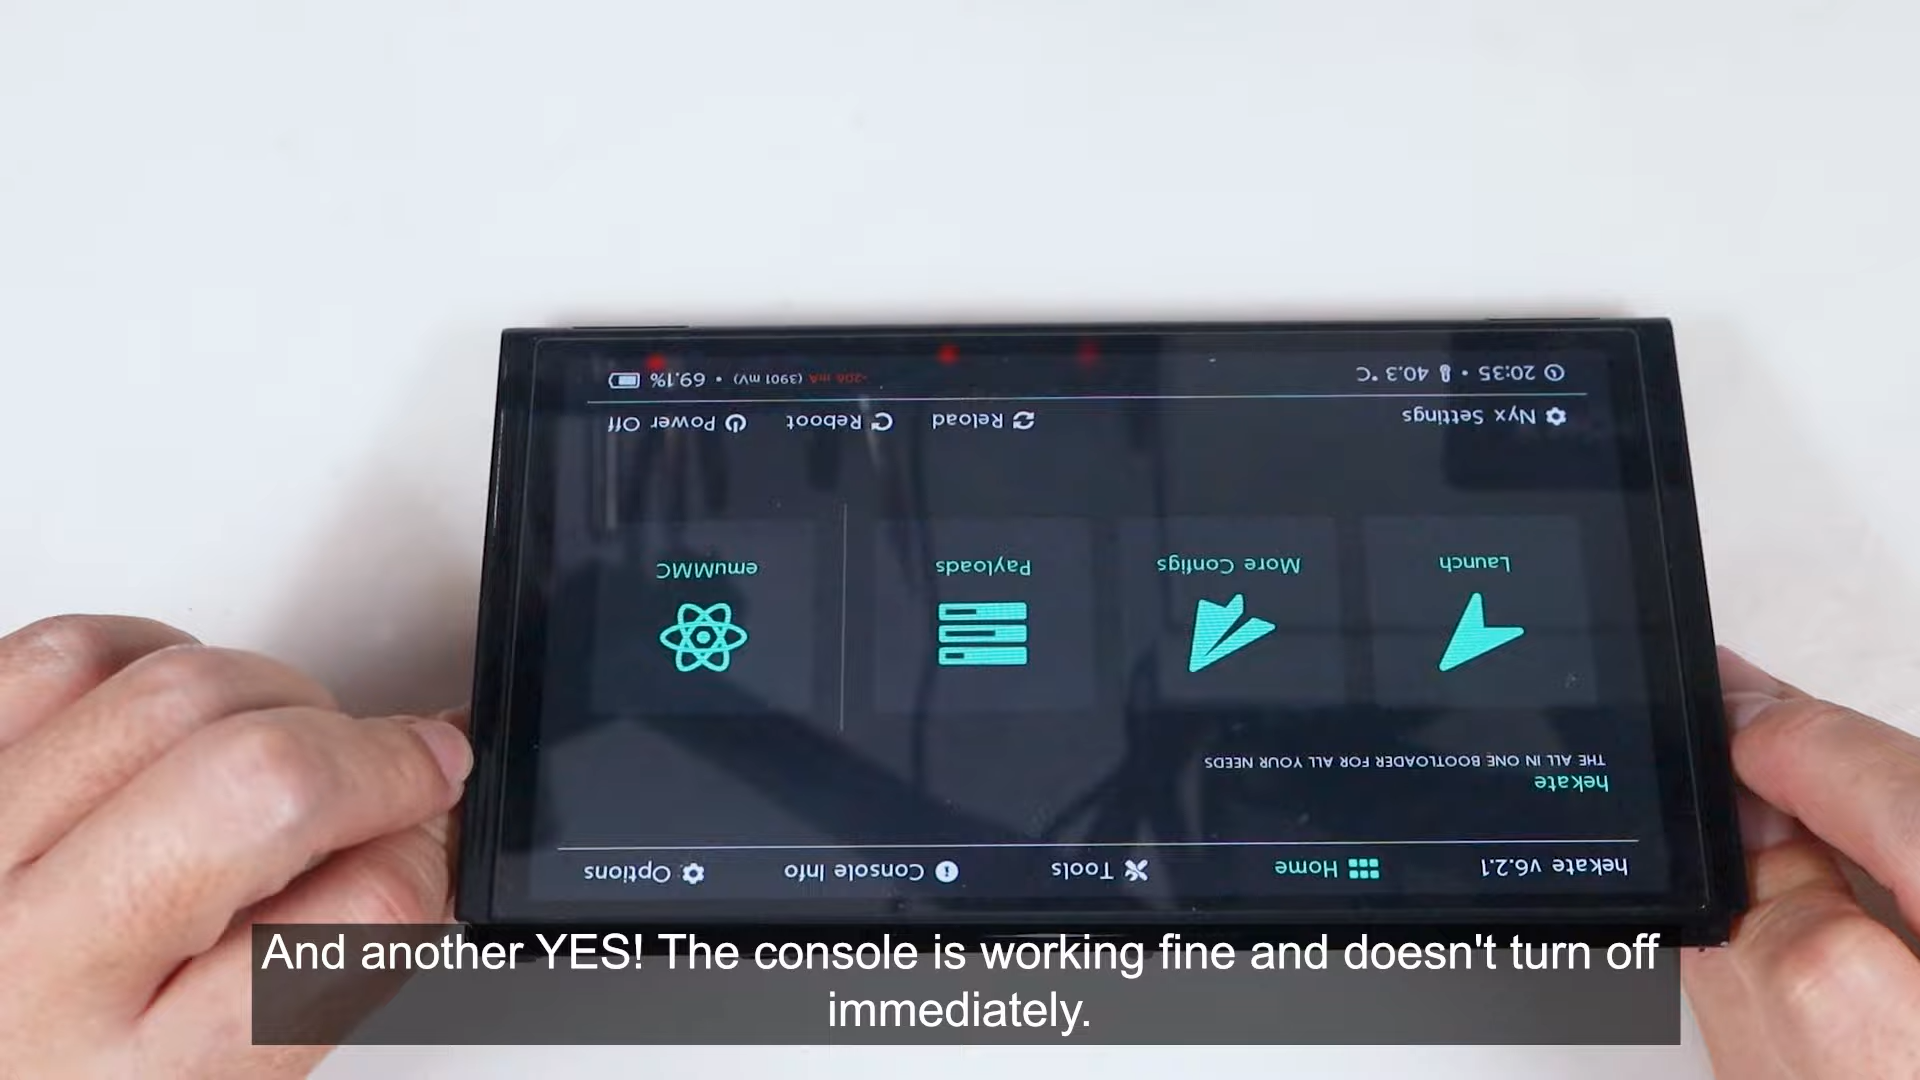 hekate v6.2.1
Home
Tools
Console Info
Options
hekate
THE ALL IN ONE BOOTLOADER FOR ALL YOUR NEEDS
Launch
More Configs
Payloads
emuMMC
Nyx Settings
Reload
Reboot
Power Off
20:35 • 40.3 °C
-206 mA (3901 mV) • 69.1%
And another YES! The console is working fine and doesn't turn off
immediately.